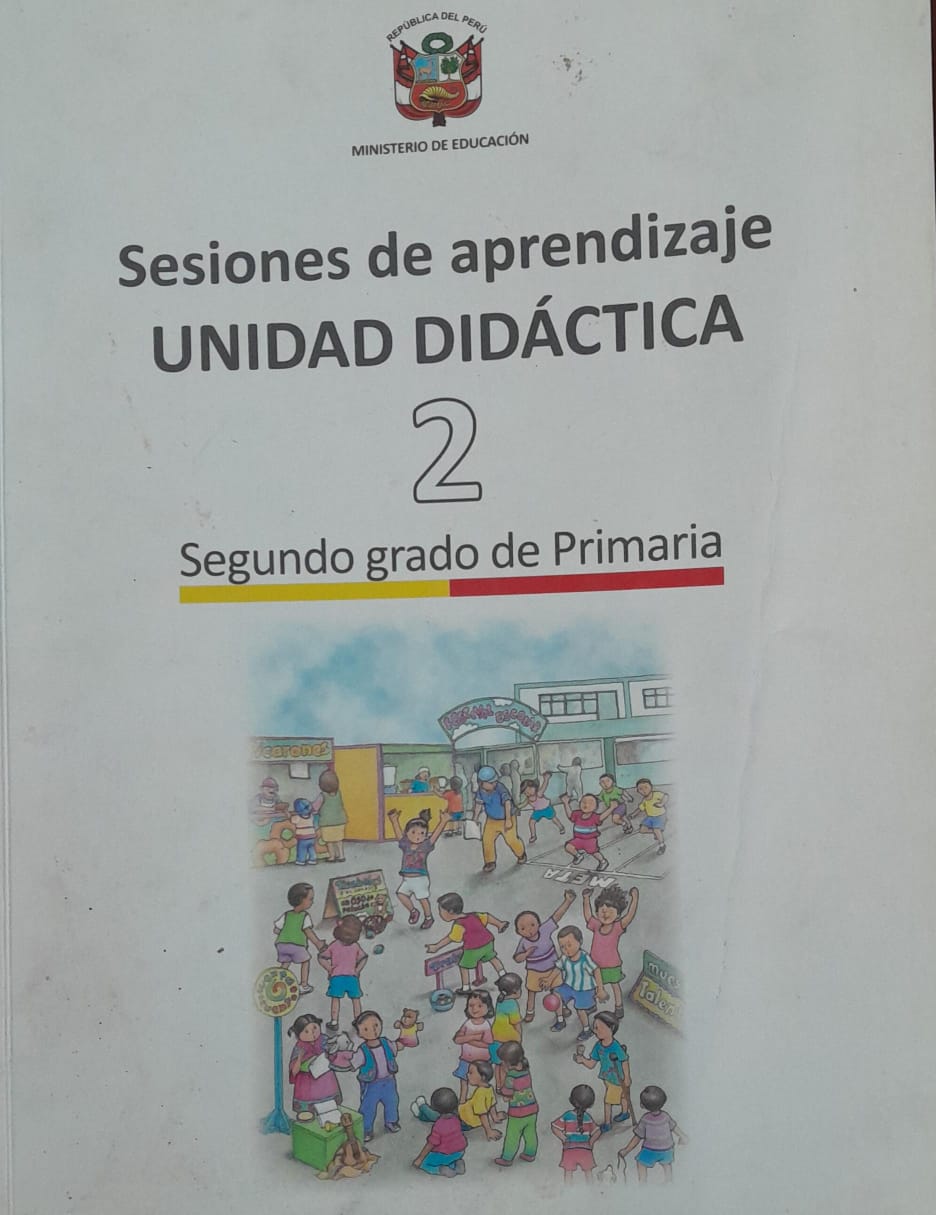 REPÚBLICA DEL PERÚ
MINISTERIO DE EDUCACIÓN
Sesiones de aprendizaje
UNIDAD DIDÁCTICA
2
Segundo grado de Primaria
META